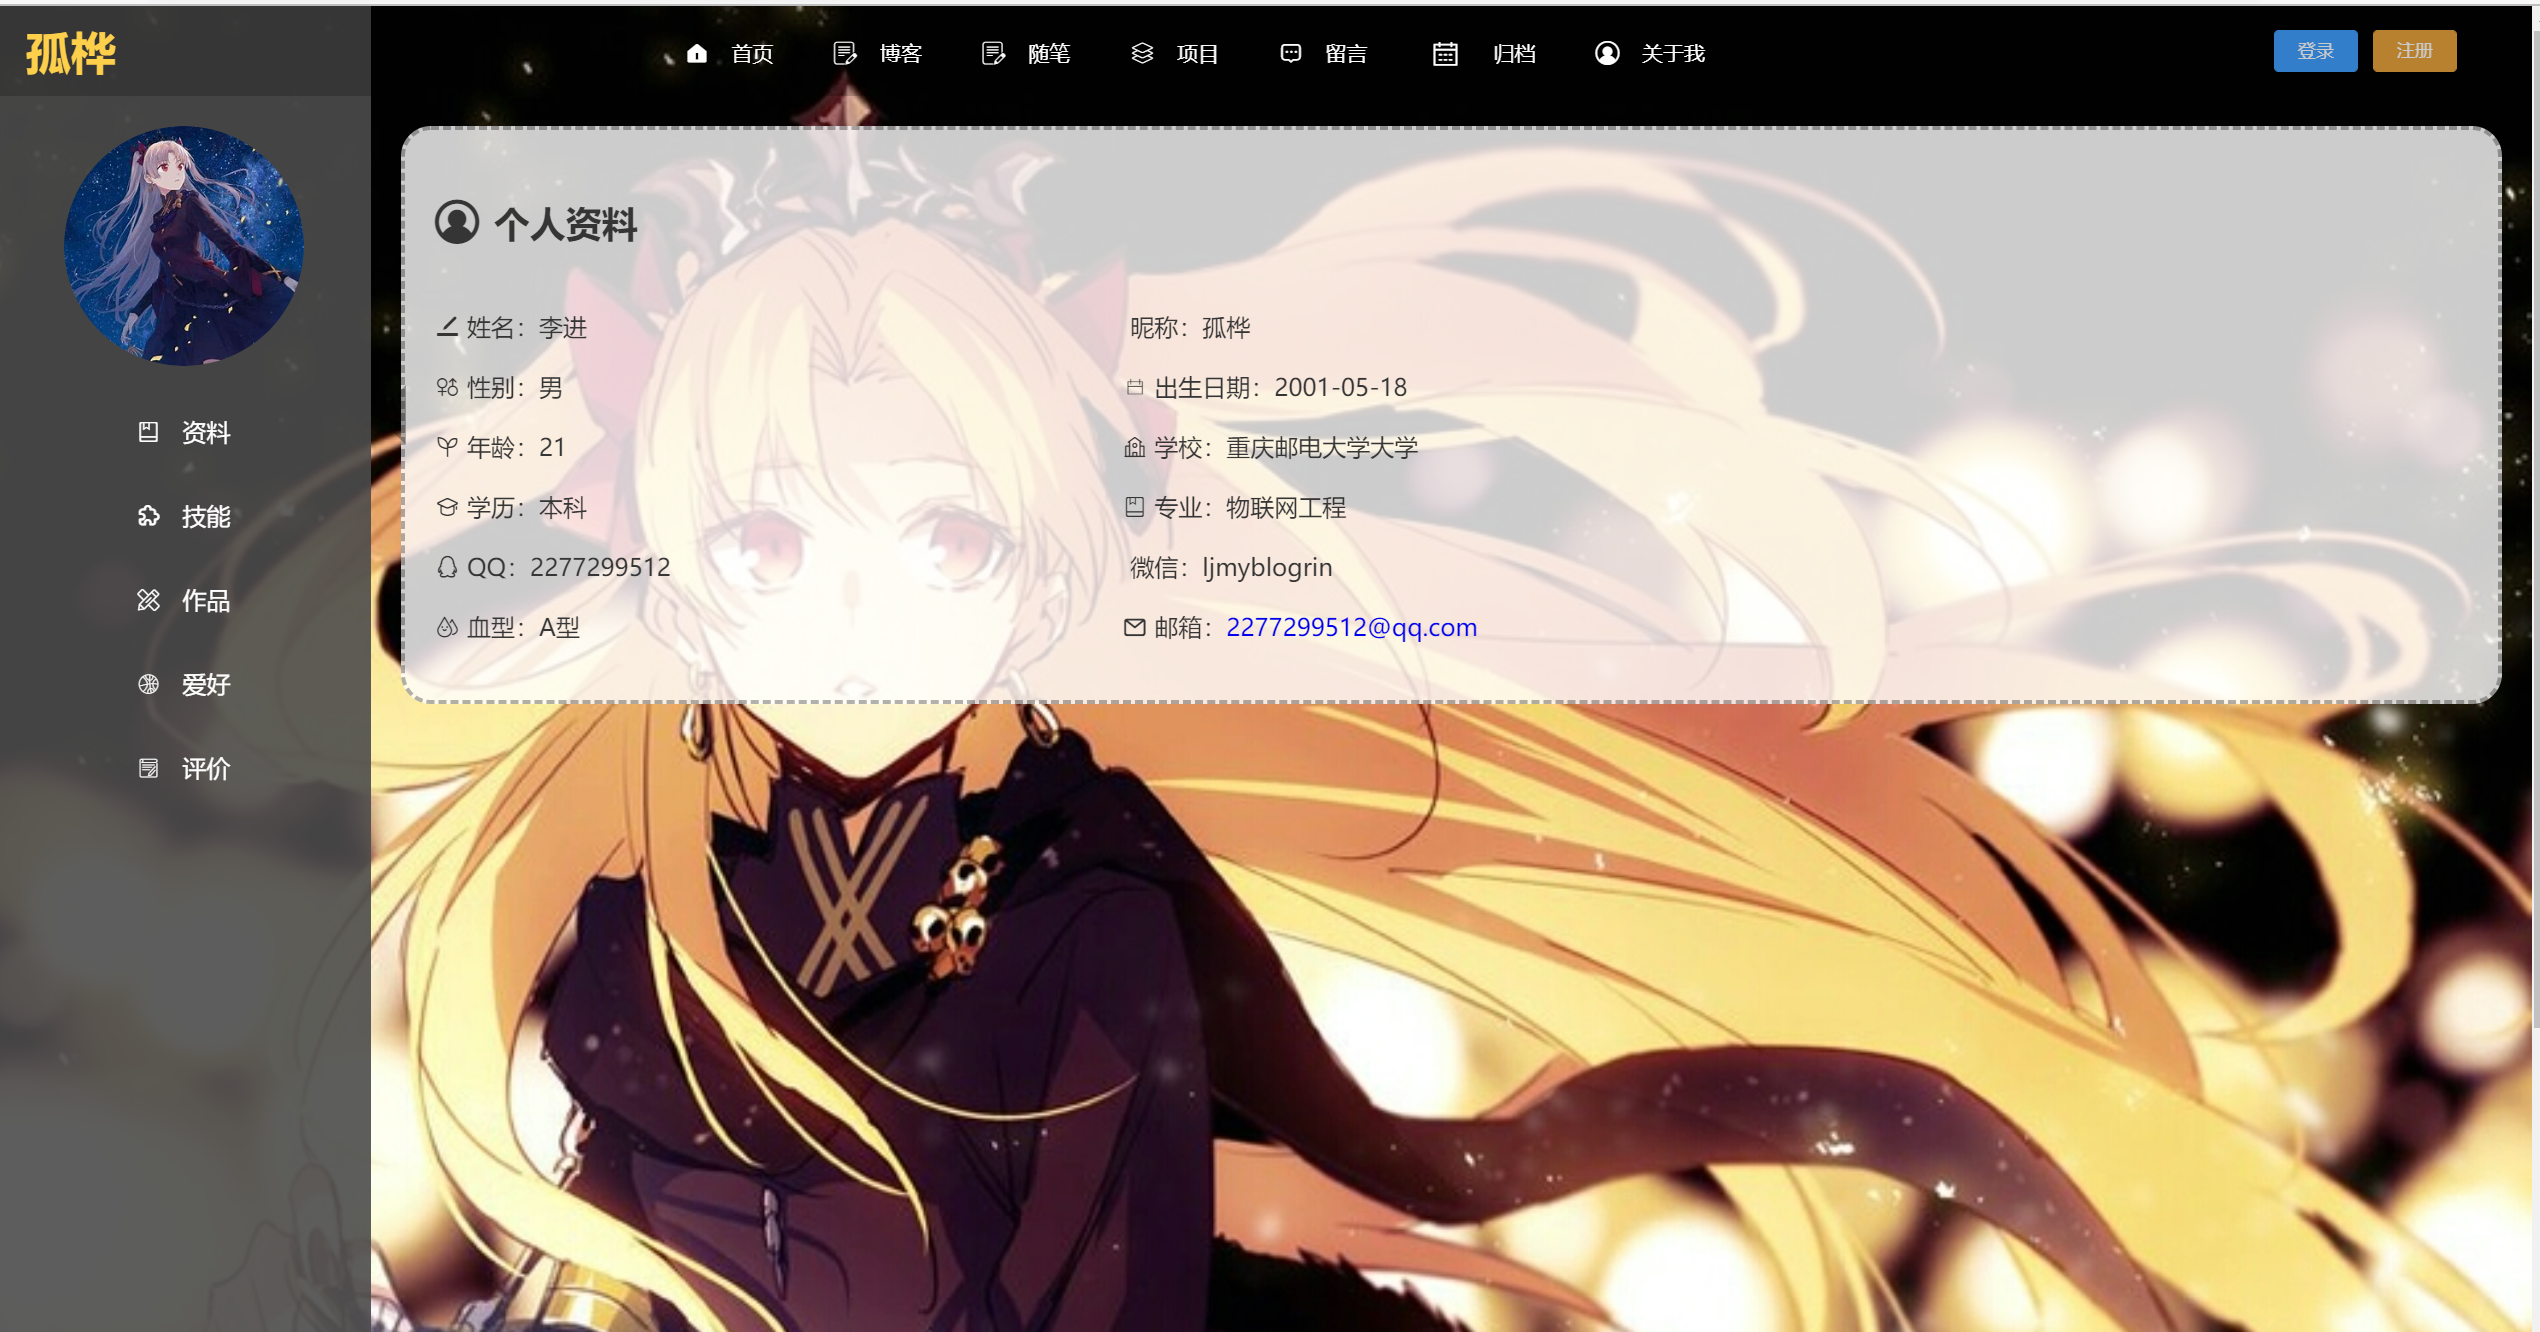 孤桦
首页 博客 随笔 项目 留言 归档 关于我
登录 注册
资料
技能
作品
爱好
评价
个人资料
姓名：李进 昵称：孤桦
性别：男 出生日期：2001-05-18
年龄：21 学校：重庆邮电大学大学
学历：本科 专业：物联网工程
QQ：2277299512 微信：ljmyblogrin
血型：A型 邮箱：2277299512@qq.com